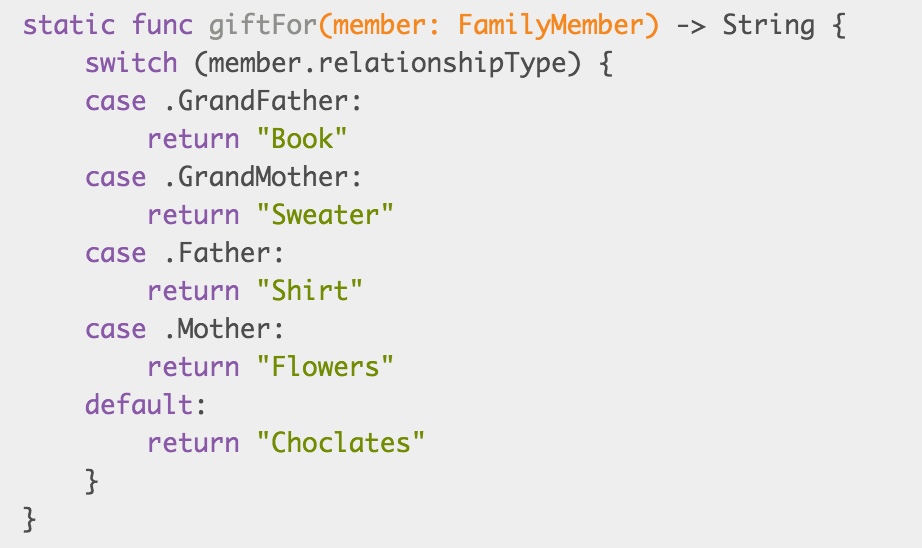 static func giftFor(member: FamilyMember) -> String {
    switch (member.relationshipType) {
    case .GrandFather:
        return "Book"
    case .GrandMother:
        return "Sweater"
    case .Father:
        return "Shirt"
    case .Mother:
        return "Flowers"
    default:
        return "Choclates"
    }
}